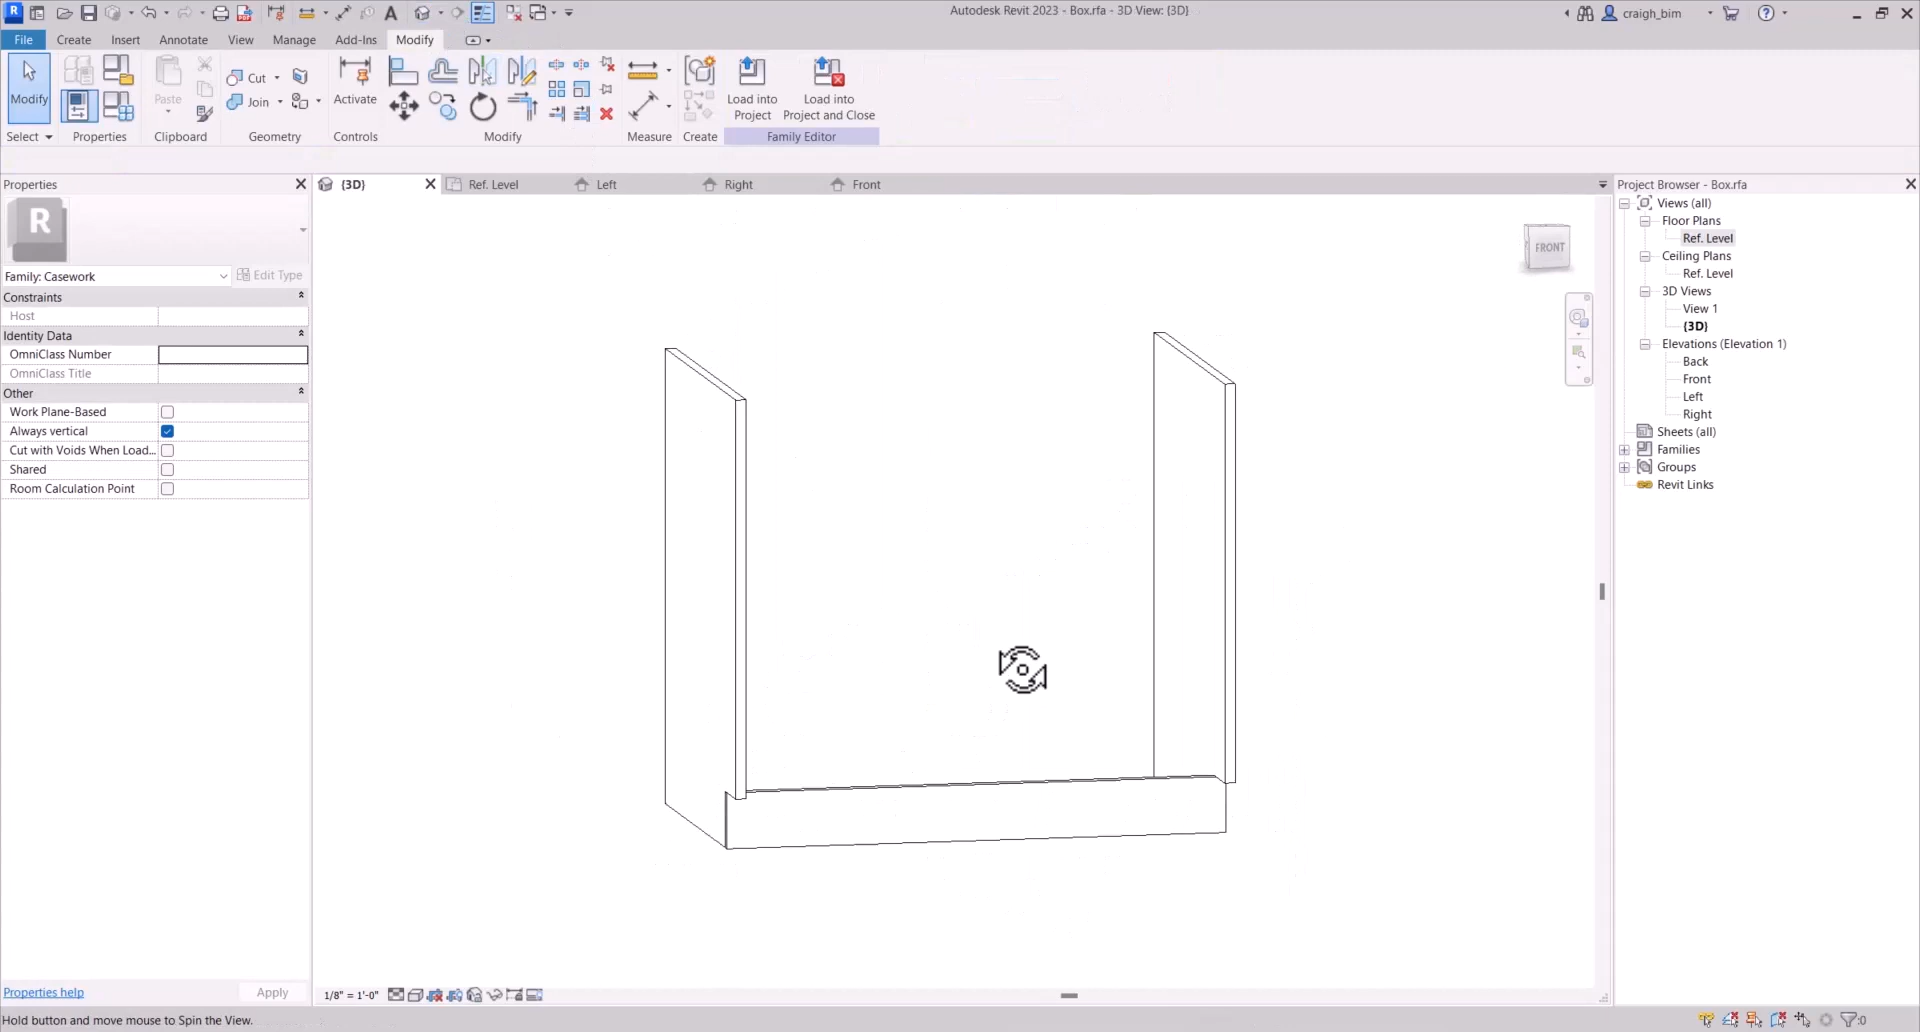 Autodesk Revit 2023 - Box.rfa - 3D View: {3D}
craigh_bim
File Create Insert Annotate Analyze View Manage Add-Ins Modify
Modify
Paste
Cut
Join
Activate
Load into
Project
Load into
Project and Close
Select Properties Clipboard Geometry Controls Modify Measure Create Family Editor
Properties
{3D} Ref. Level Left Right Front
Project Browser - Box.rfa
R
Family: Casework
Edit Type
Constraints
Host
Identity Data
OmniClass Number
OmniClass Title
Other
Work Plane-Based
Always vertical
Cut with Voids When Load...
Shared
Room Calculation Point
Properties help
Apply
FRONT
Views (all)
Floor Plans
Ref. Level
Ceiling Plans
Ref. Level
3D Views
View 1
{3D}
Elevations (Elevation 1)
Back
Front
Left
Right
Sheets (all)
Families
Groups
Revit Links
1/8" = 1'-0"
Hold button and move mouse to Spin the View.
:0